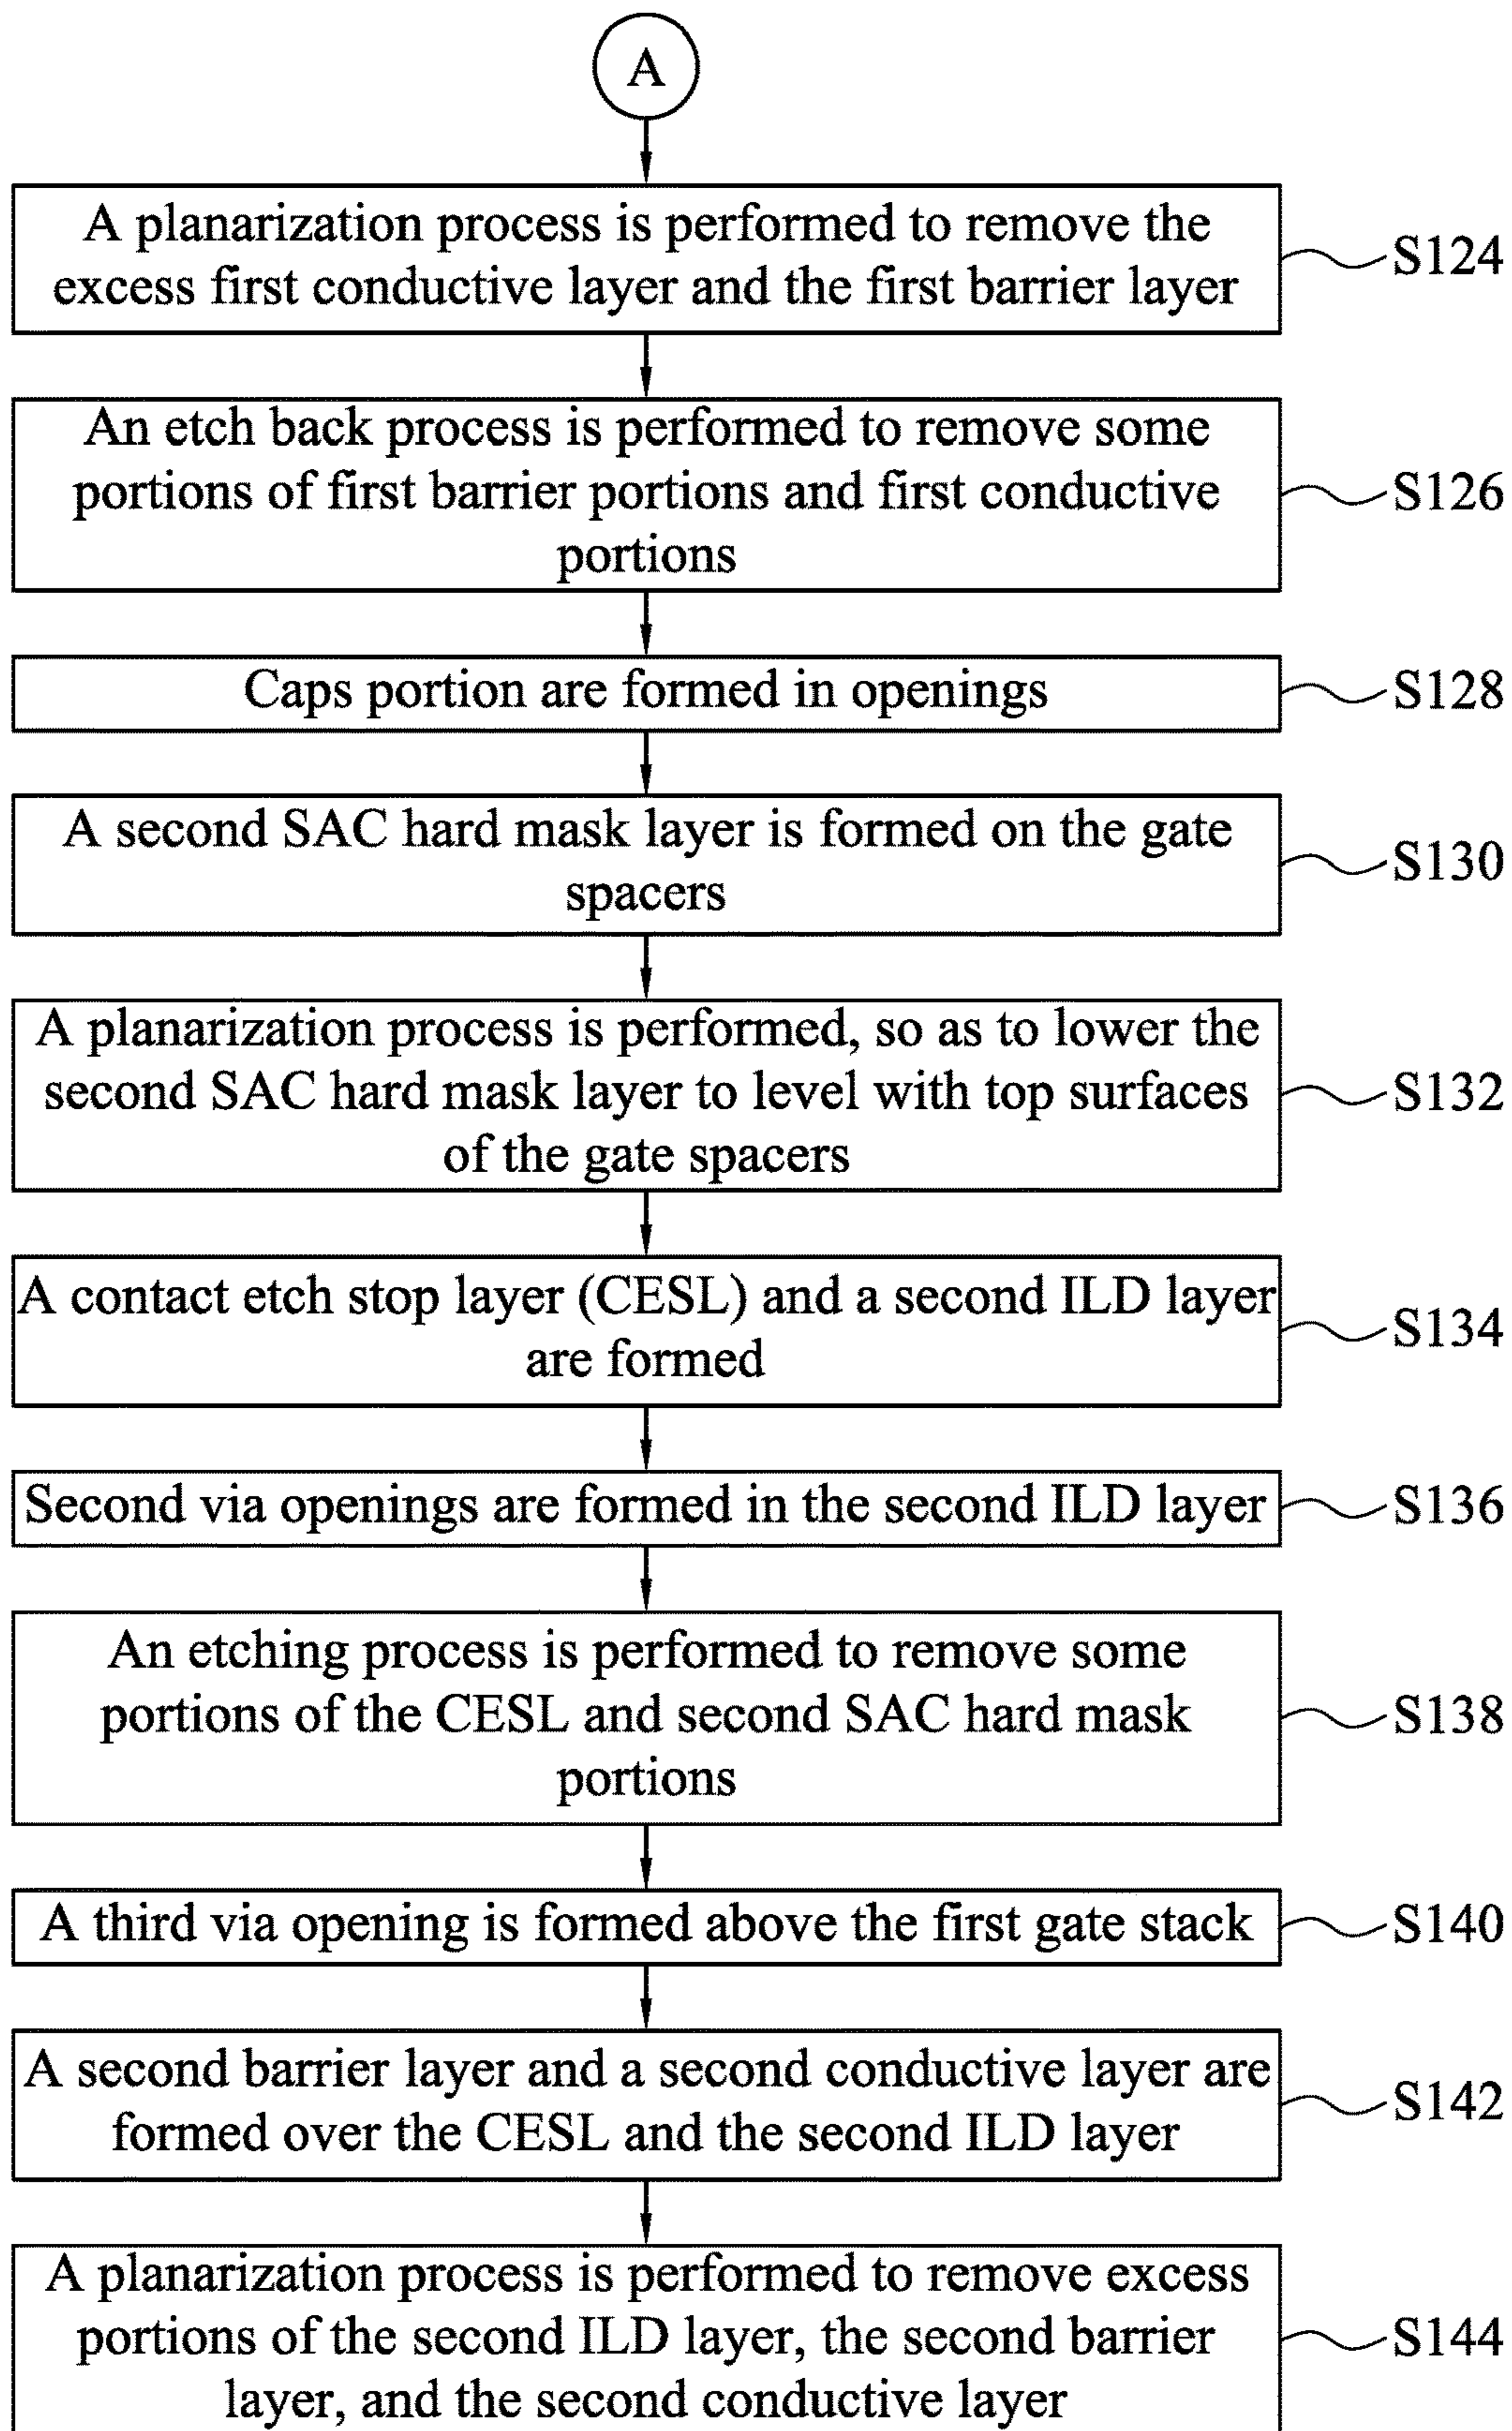 A
A planarization process is performed to remove the
excess first conductive layer and the first barrier layer
S124
An etch back process is performed to remove some
portions of first barrier portions and first conductive
portions
S126
Caps portion are formed in openings
S128
A second SAC hard mask layer is formed on the gate
spacers
S130
A planarization process is performed, so as to lower the
second SAC hard mask layer to level with top surfaces
of the gate spacers
S132
A contact etch stop layer (CESL) and a second ILD layer
are formed
S134
Second via openings are formed in the second ILD layer
S136
An etching process is performed to remove some
portions of the CESL and second SAC hard mask
portions
S138
A third via opening is formed above the first gate stack
S140
A second barrier layer and a second conductive layer are
formed over the CESL and the second ILD layer
S142
A planarization process is performed to remove excess
portions of the second ILD layer, the second barrier
layer, and the second conductive layer
S144